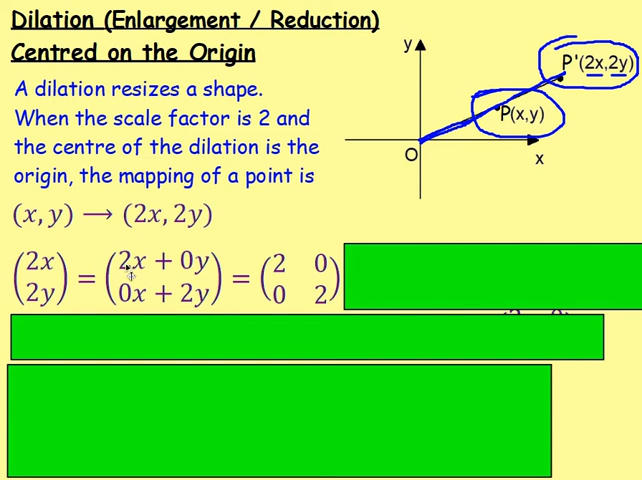 Dilation (Enlargement / Reduction)
Centred on the Origin
A dilation resizes a shape.
When the scale factor is 2 and
the centre of the dilation is the
origin, the mapping of a point is
(x, y) → (2x, 2y)
(2x) = (2x + 0y) = (2 0)
(2y) (0x + 2y) (0 2)
y
P'(2x,2y)
P(x,y)
O
x